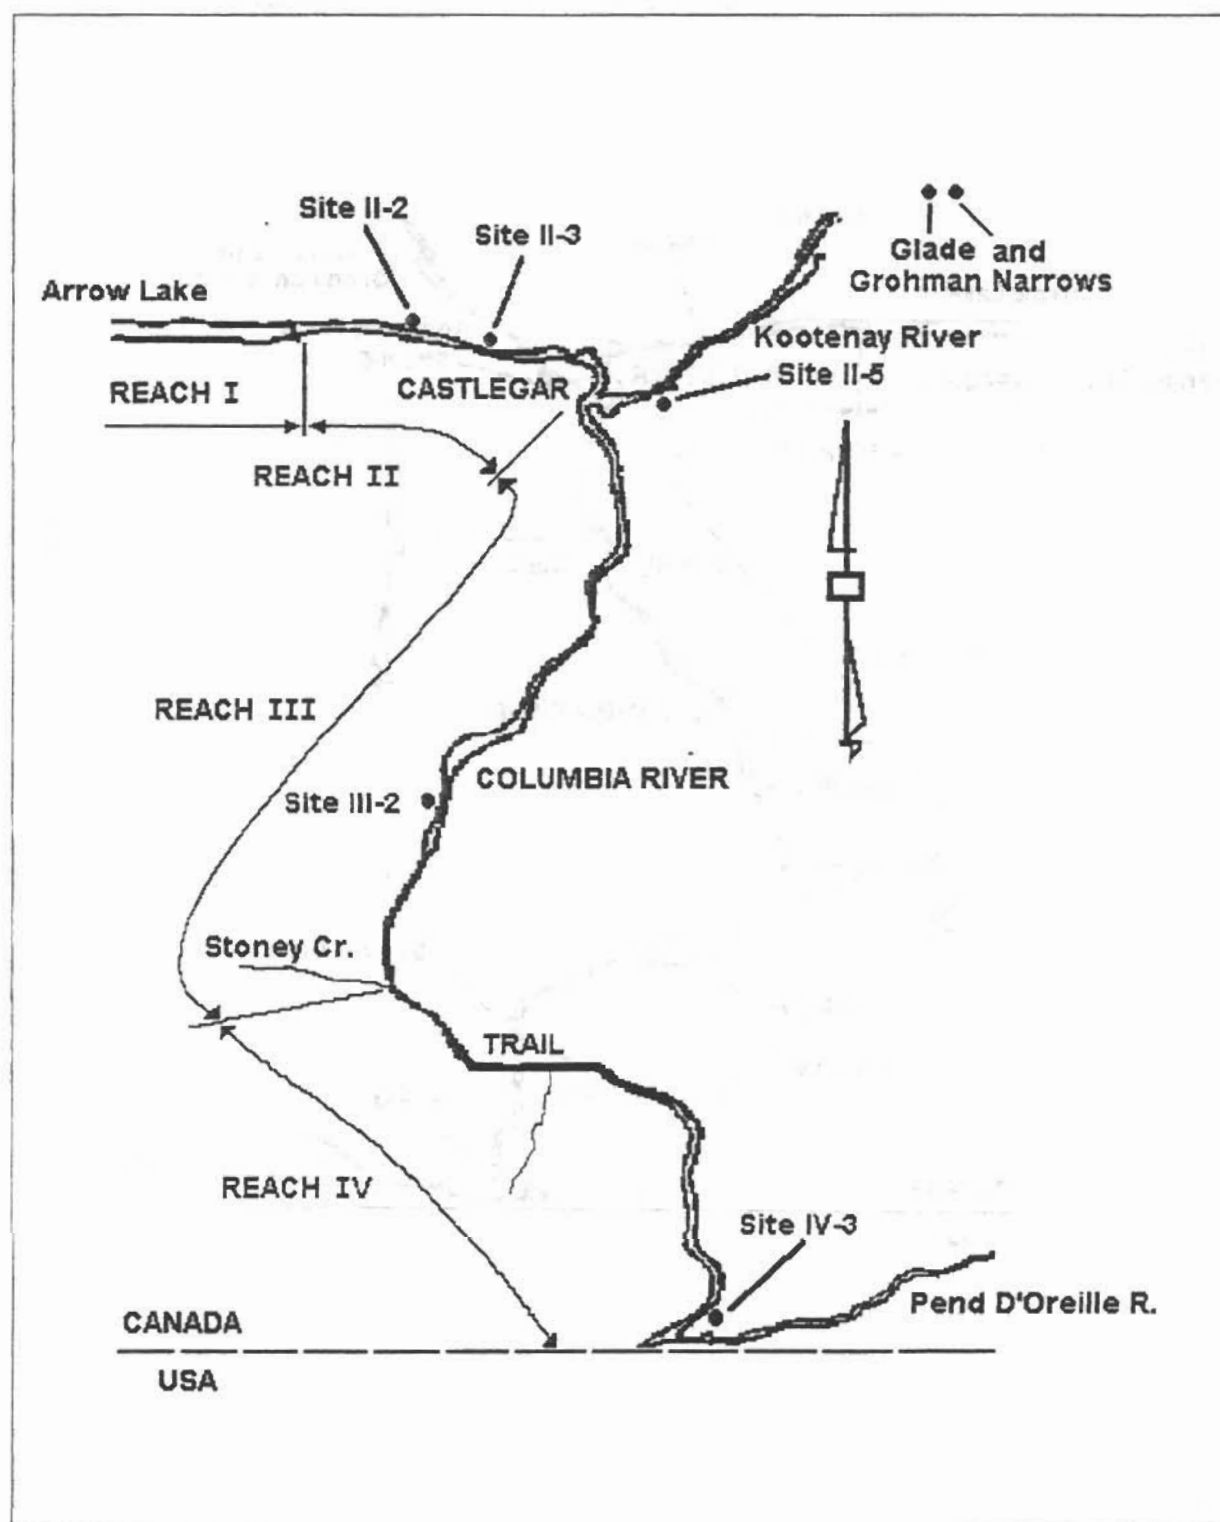 Site II-2
Site II-3
Glade and
Grohman Narrows
Arrow Lake
Kootenay River
Site II-5
REACH I
CASTLEGAR
REACH II
REACH III
COLUMBIA RIVER
Site III-2
Stoney Cr.
TRAIL
REACH IV
Site IV-3
Pend D'Oreille R.
CANADA
USA